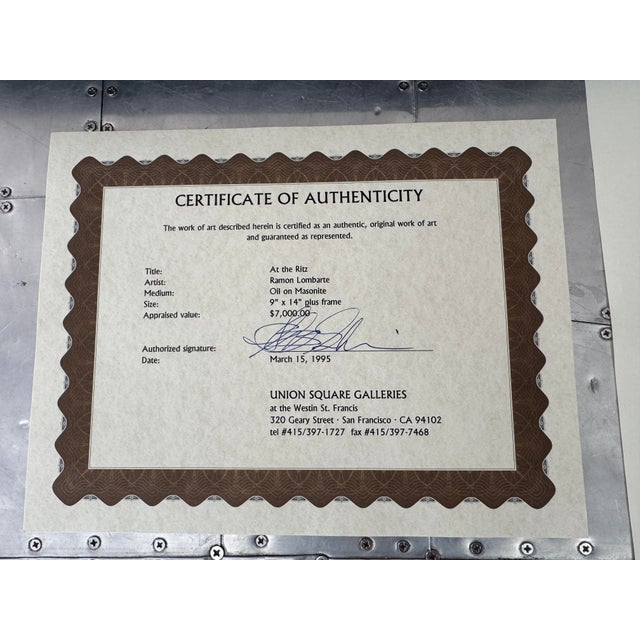 CERTIFICATE OF AUTHENTICITY
The work of art described herein is certified as an authentic, original work of art
and guaranteed as represented.
Title: At the Ritz
Artist: Ramon Lombarte
Medium: Oil on Masonite
Size: 9" x 14" plus frame
Appraised value: $7,000.00
Authorized signature:
Date: March 15, 1995
UNION SQUARE GALLERIES
at the Westin St. Francis
320 Geary Street · San Francisco · CA 94102
tel #415/397-1727 fax #415/397-7468